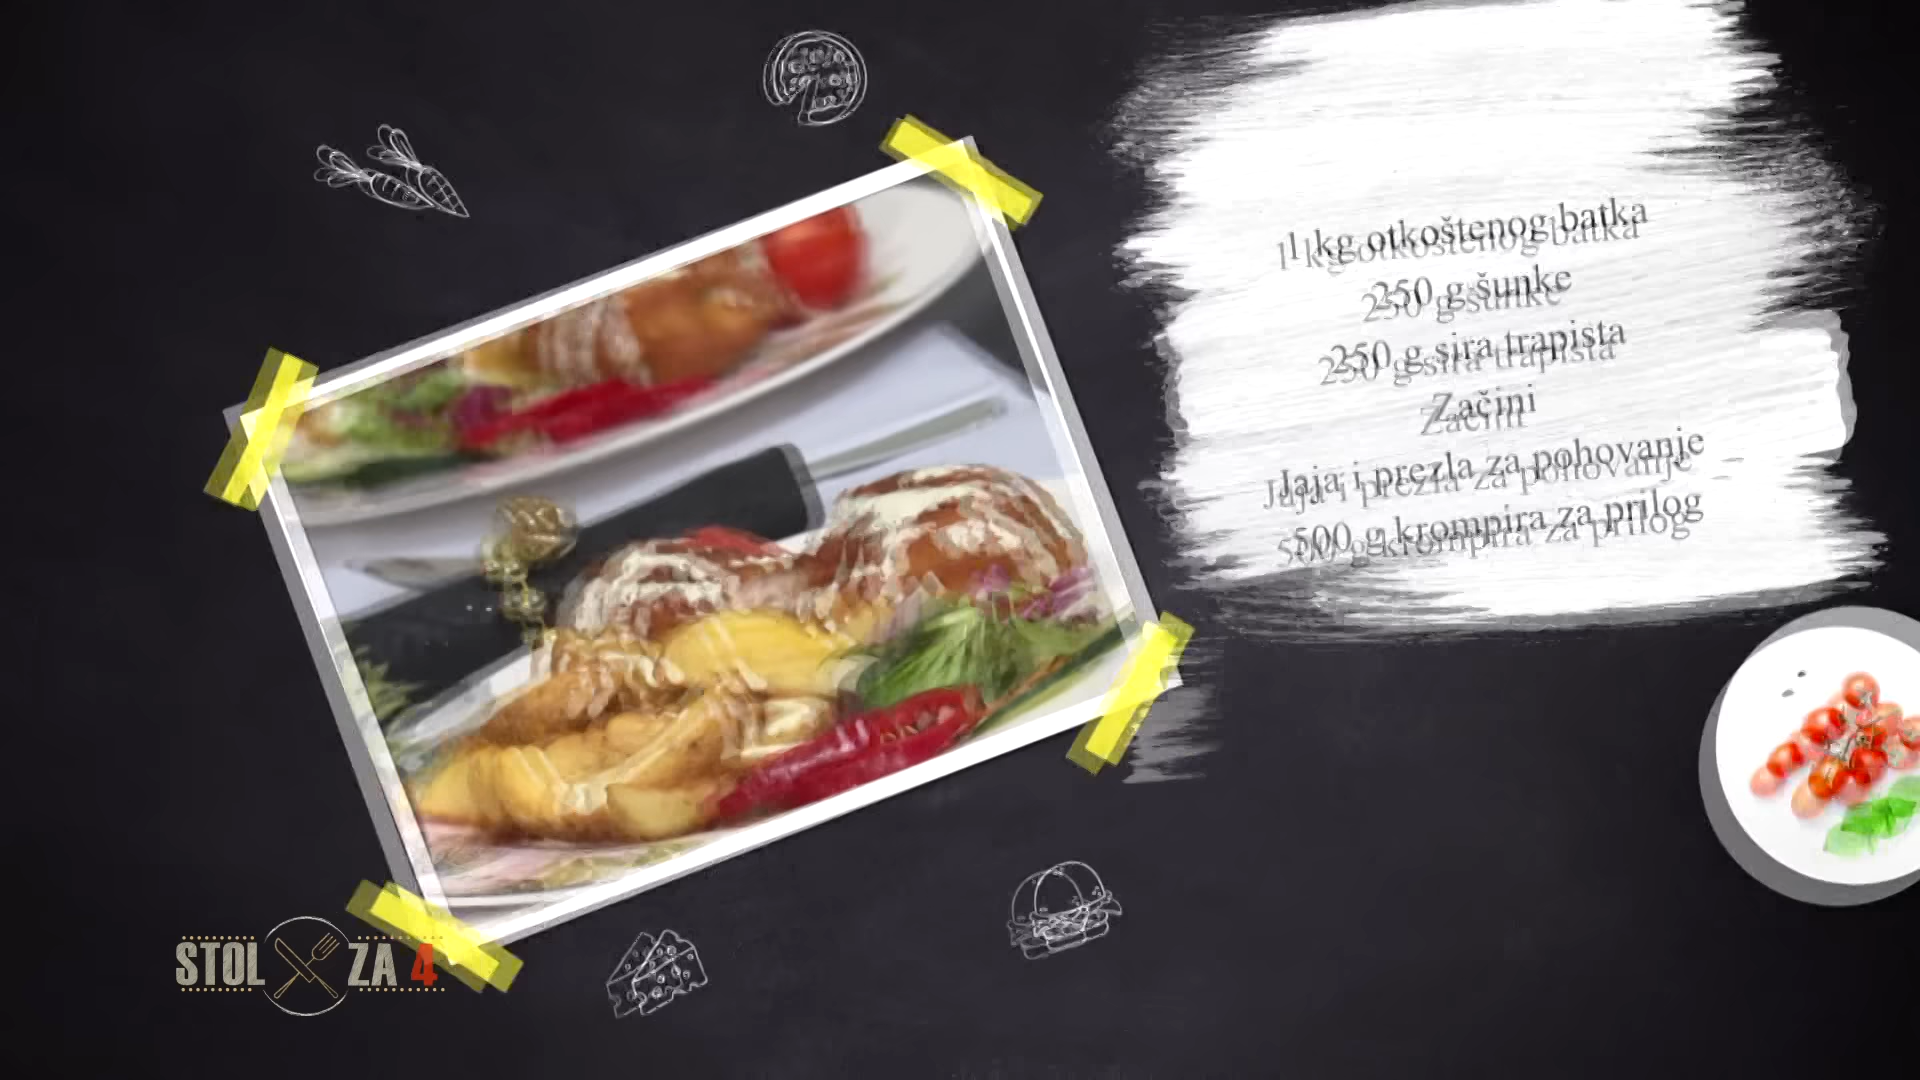 1 kg otkoštenog batka
250 g šunke
250 g sira trapista
Začini
Jaja i prezla za pohovanje
500 g krompira za prilog
STOL ZA 4